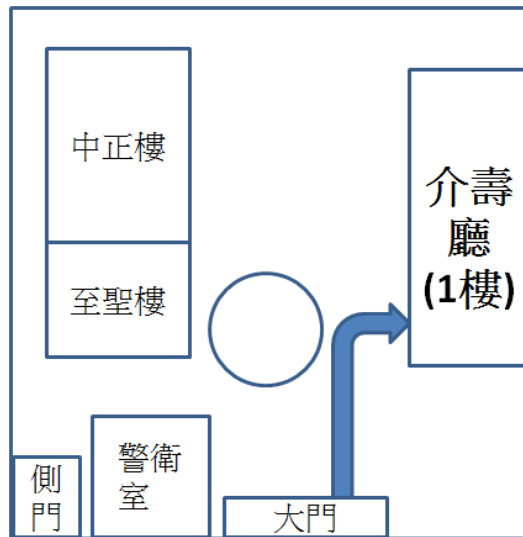 中正樓
介壽
廳
(1樓)
至聖樓
警衛
室
側
門
大門